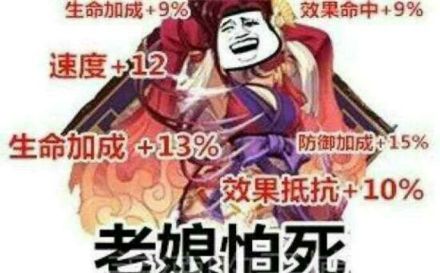 生命加成+9%
效果命中+9%
速度+12
生命加成 +13%
防御加成+15%
效果抵抗+10%
老娘怕死